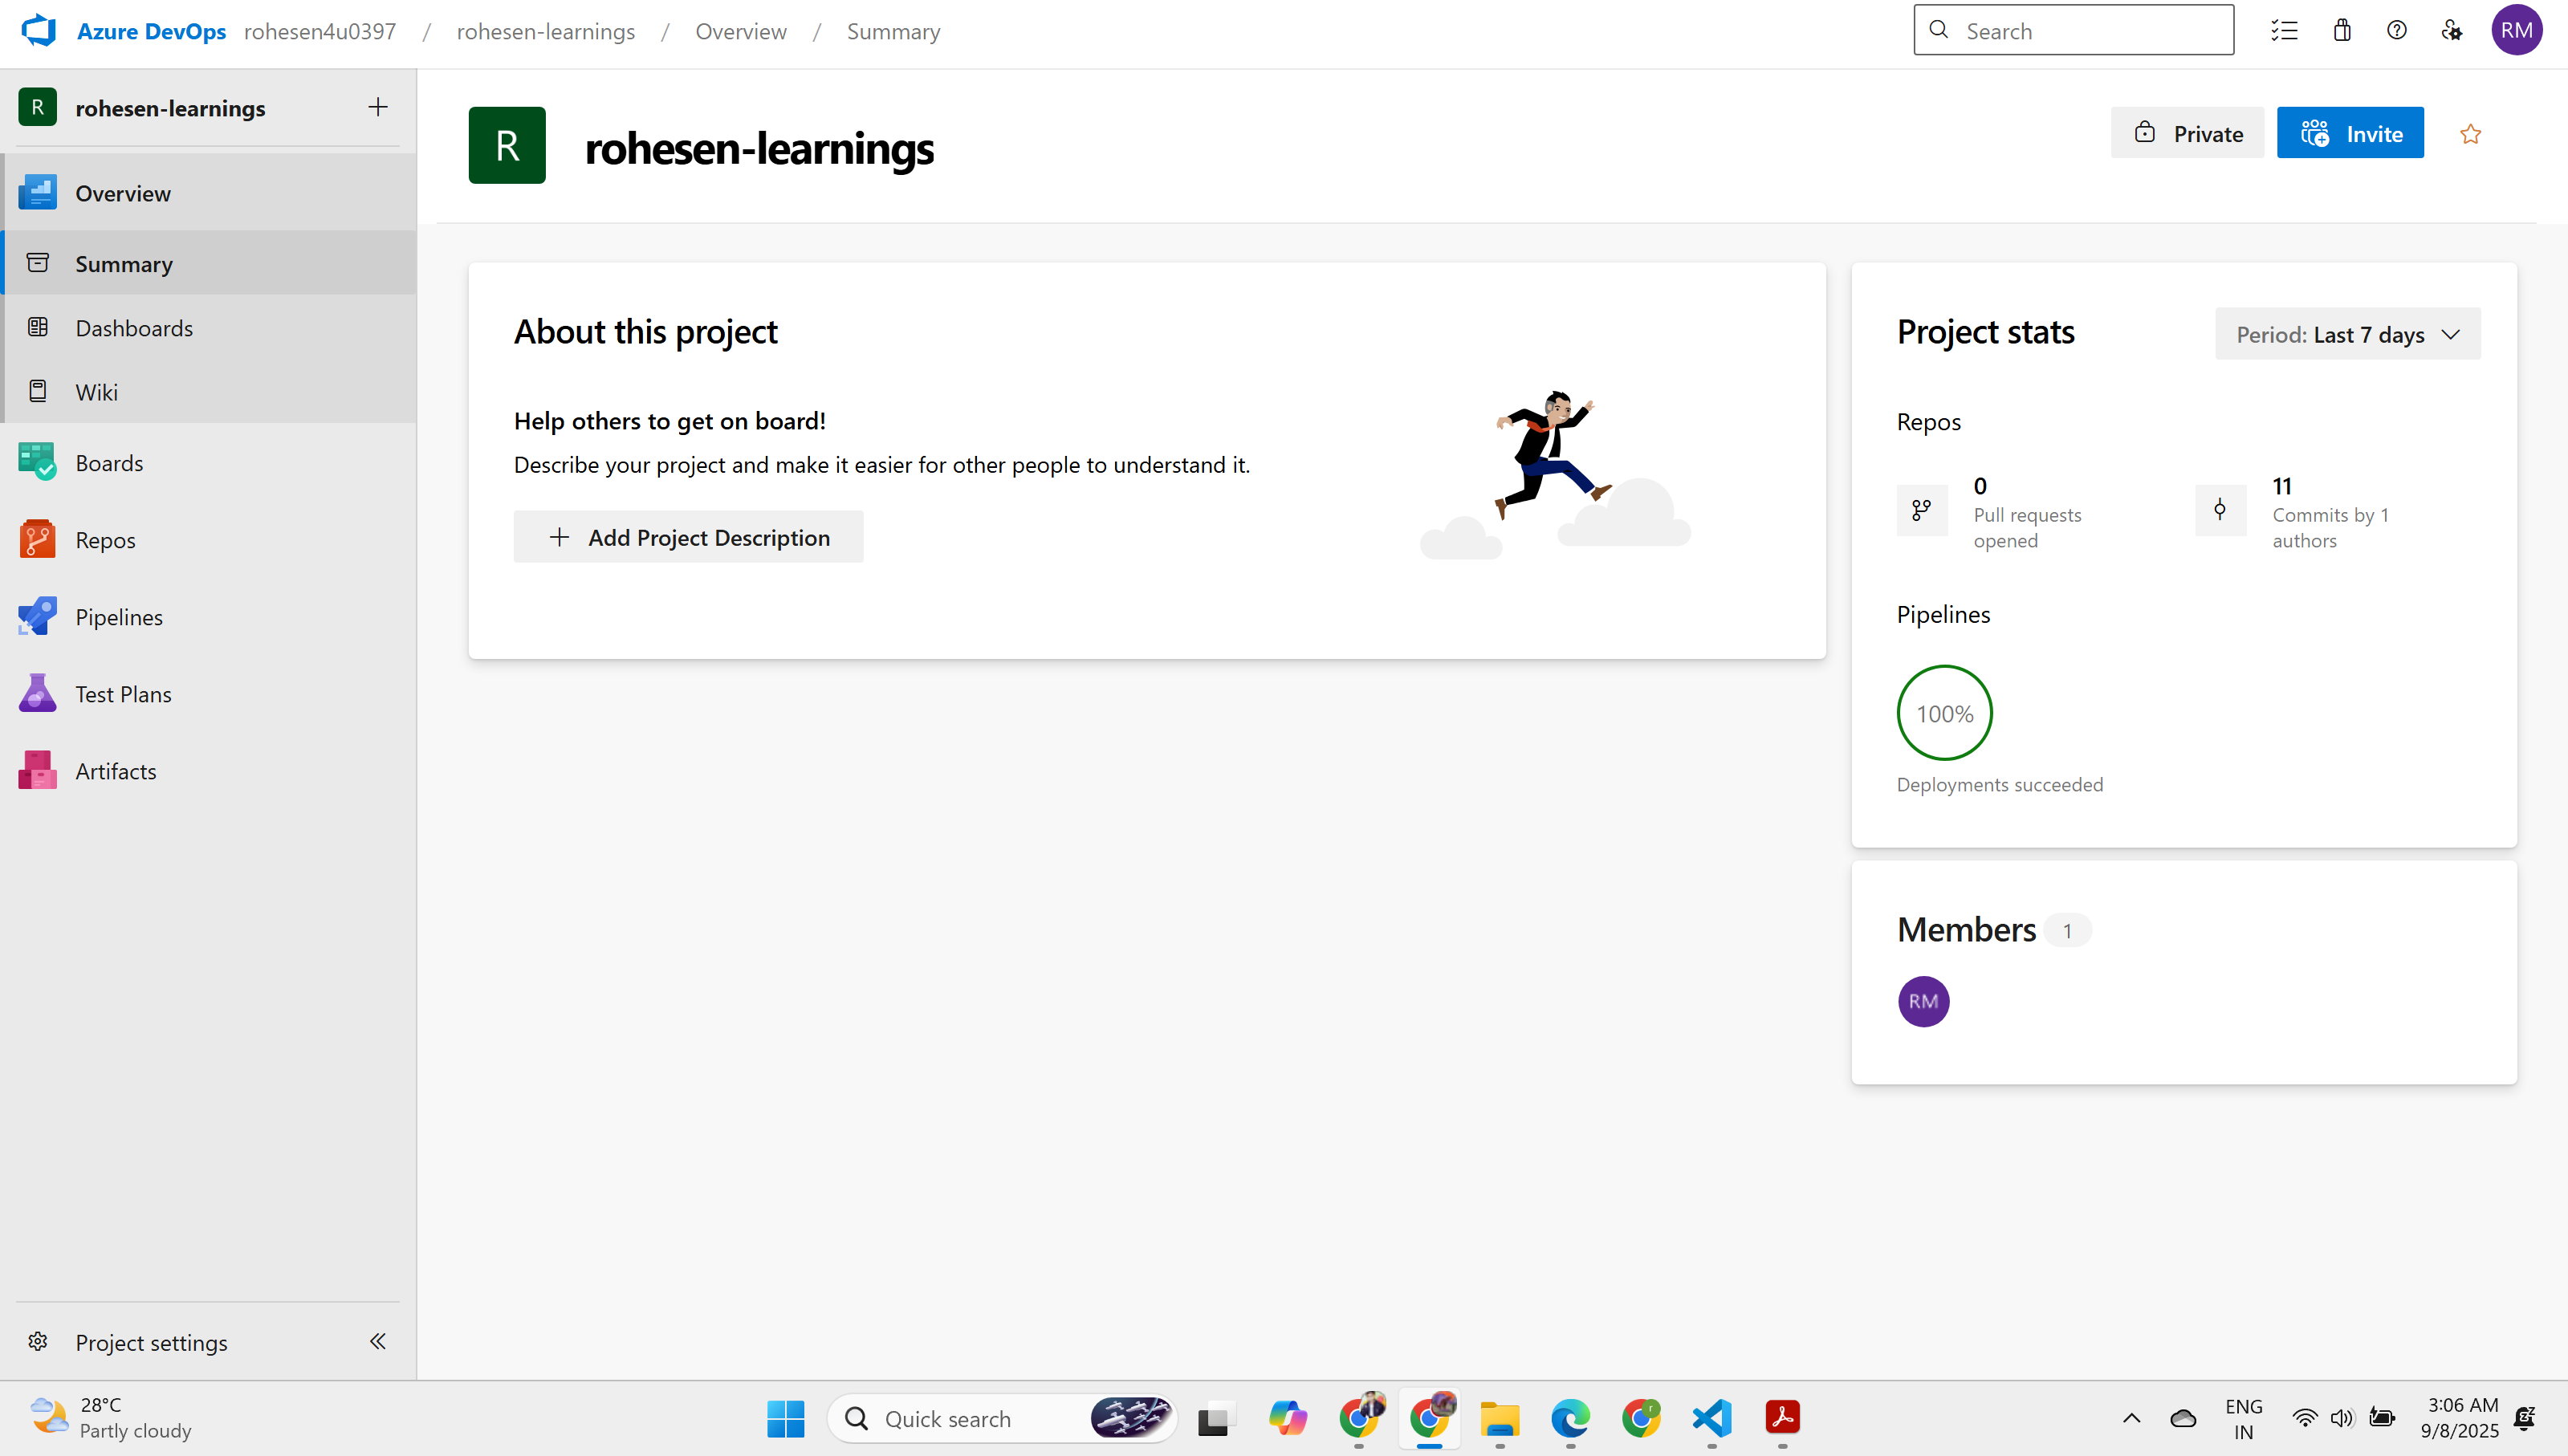 Azure DevOps rohesen4u0397 / rohesen-learnings / Overview / Summary
Search
RM
R rohesen-learnings
Overview
Summary
Dashboards
Wiki
Boards
Repos
Pipelines
Test Plans
Artifacts
Project settings
R rohesen-learnings
Private
Invite
About this project
Help others to get on board!
Describe your project and make it easier for other people to understand it.
Add Project Description
Project stats
Period: Last 7 days
Repos
0
Pull requests
opened
11
Commits by 1
authors
Pipelines
100%
Deployments succeeded
Members 1
RM
28°C
Partly cloudy
Quick search
r
ENG
IN
3:06 AM
9/8/2025